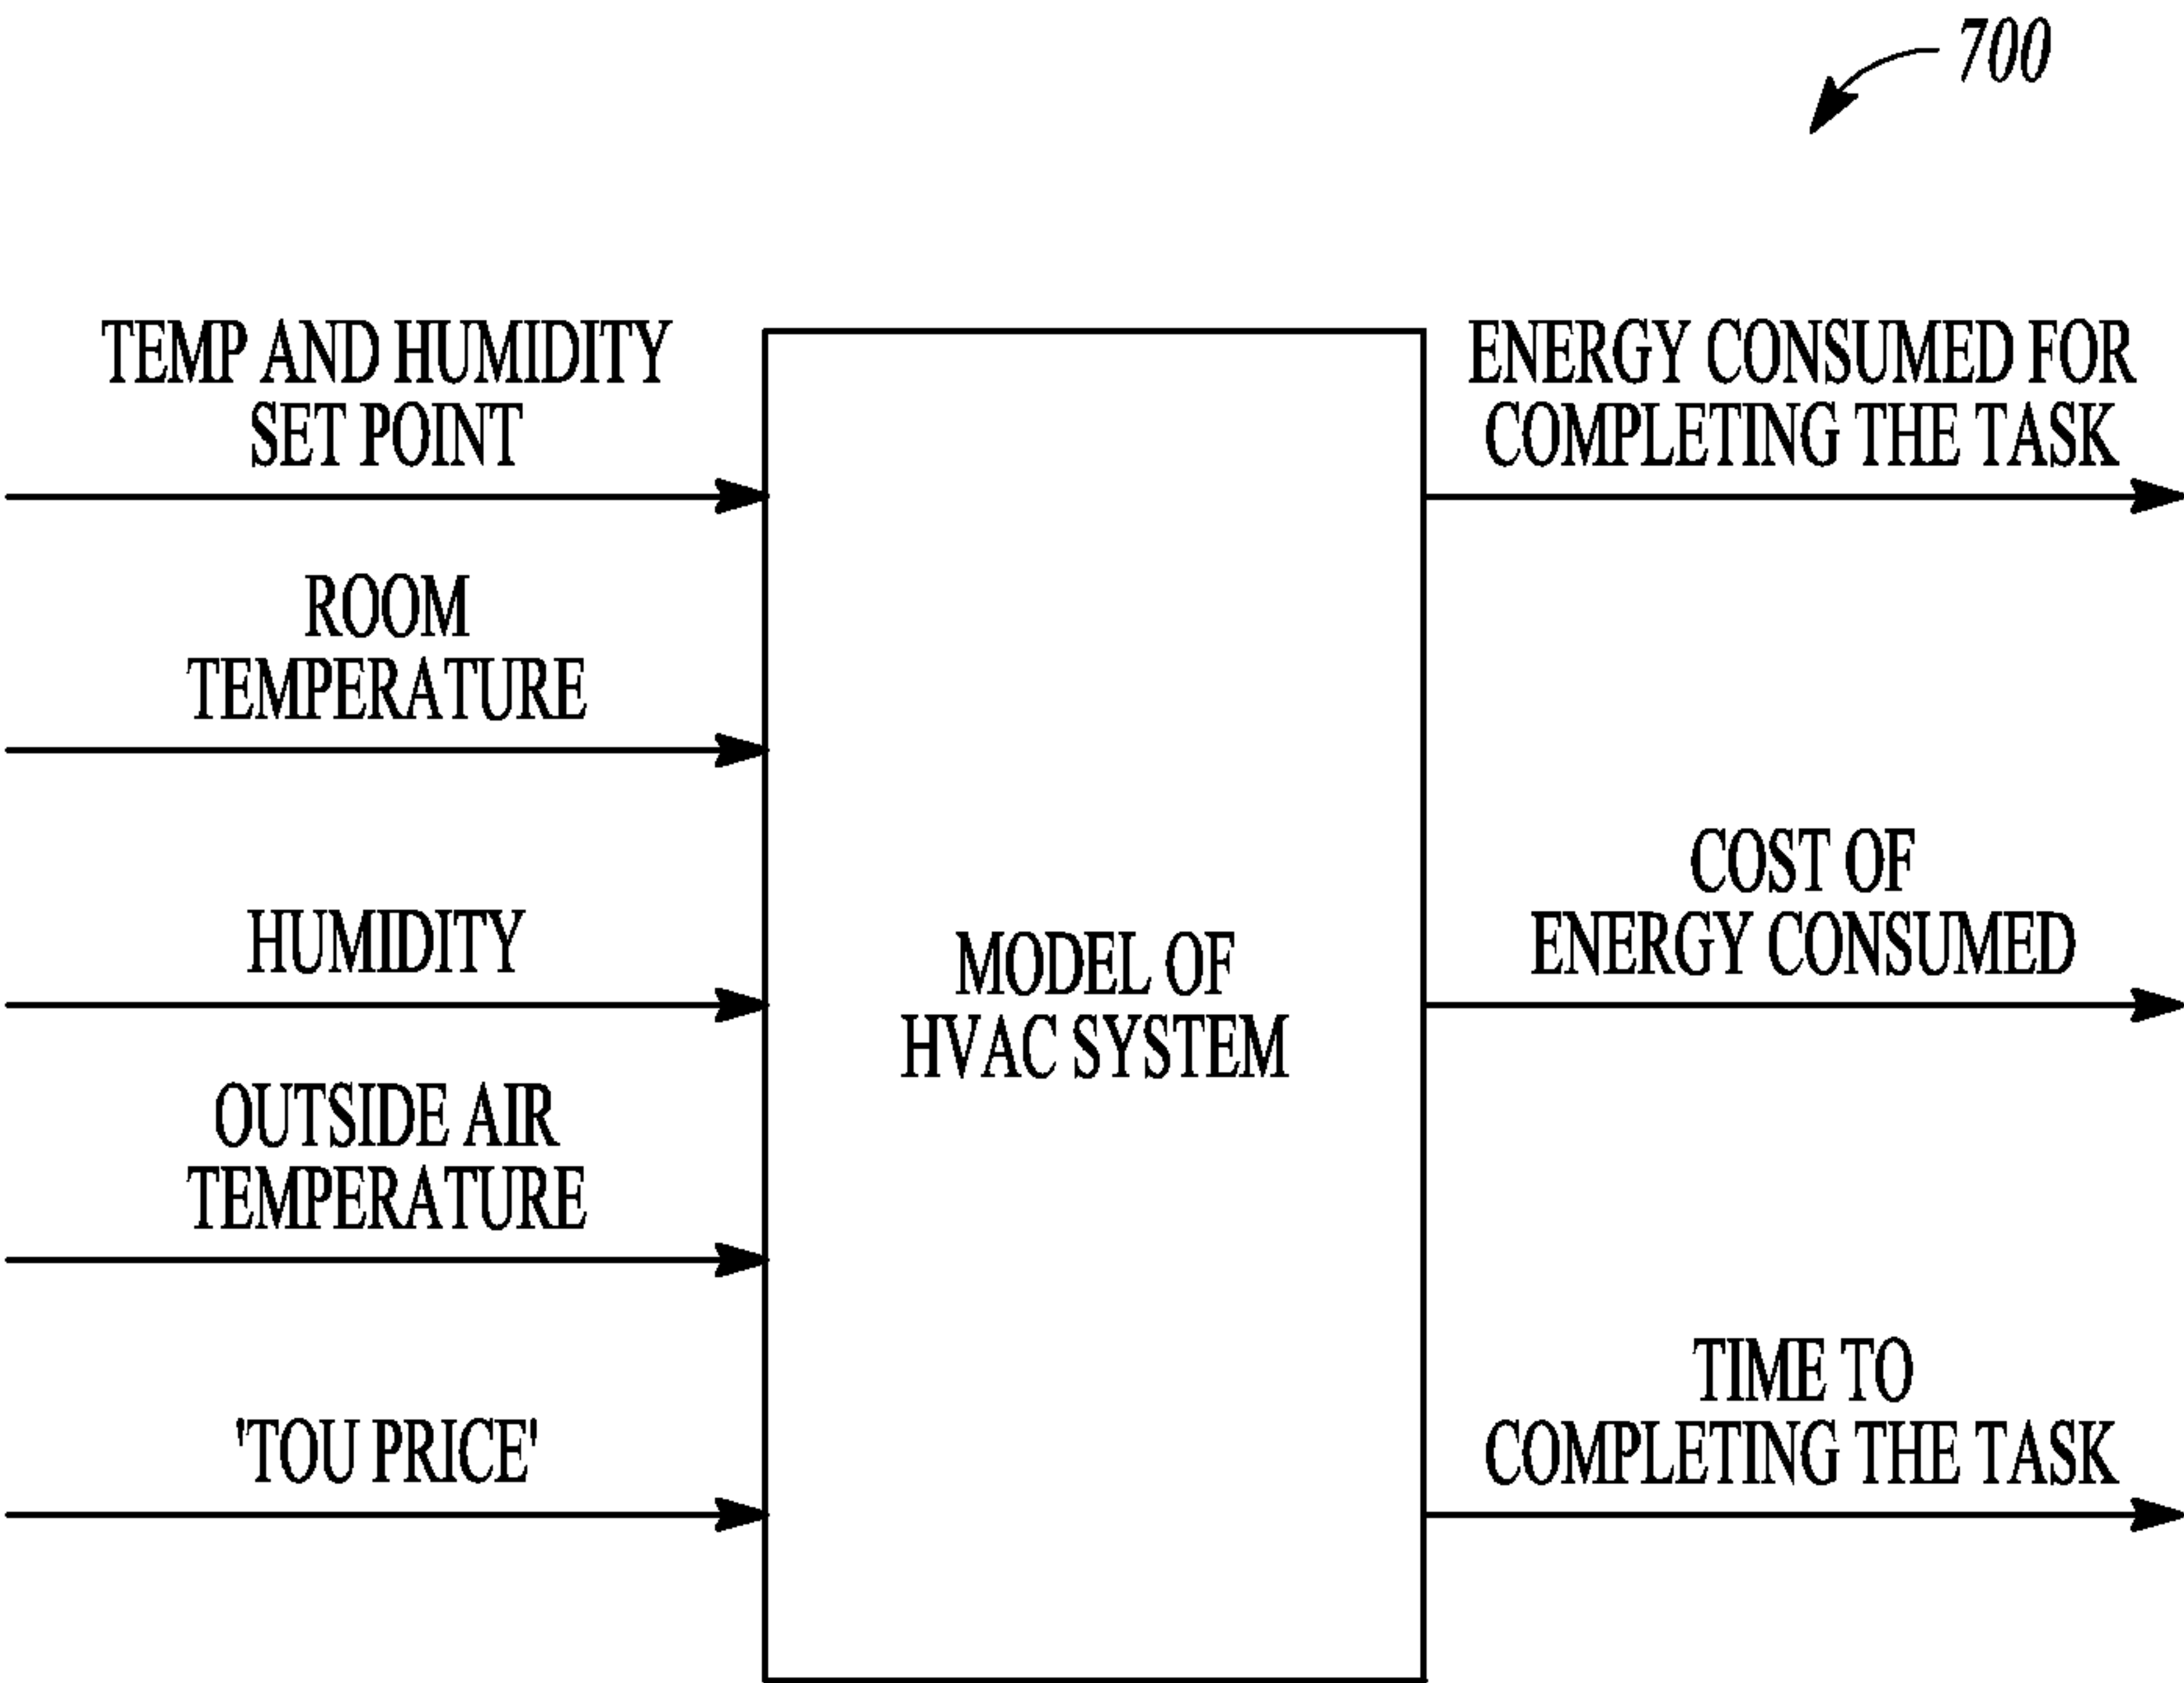 700
TEMP AND HUMIDITY
SET POINT
ROOM
TEMPERATURE
HUMIDITY
OUTSIDE AIR
TEMPERATURE
'TOU PRICE'
MODEL OF
HVAC SYSTEM
ENERGY CONSUMED FOR
COMPLETING THE TASK
COST OF
ENERGY CONSUMED
TIME TO
COMPLETING THE TASK